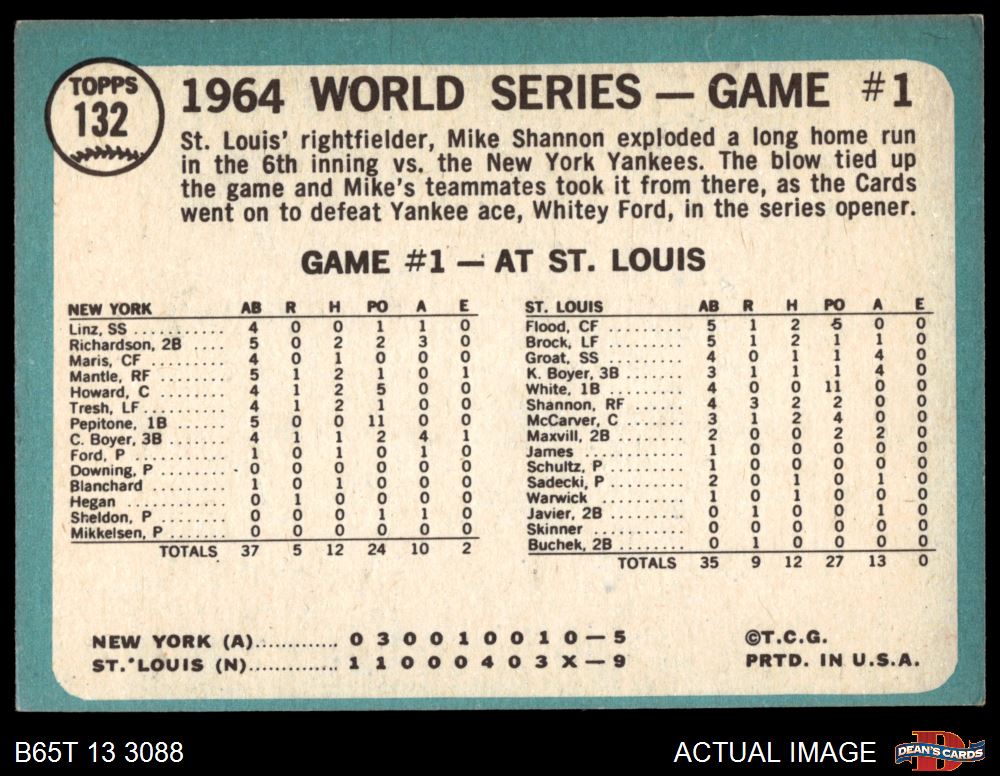 TOPPS
132
1964 WORLD SERIES — GAME #1
St. Louis' rightfielder, Mike Shannon exploded a long home run
in the 6th inning vs. the New York Yankees. The blow tied up
the game and Mike's teammates took it from there, as the Cards
went on to defeat Yankee ace, Whitey Ford, in the series opener.
GAME #1 — AT ST. LOUIS
NEW YORK AB R H PO A E
Linz, SS ........... 4 0 0 1 1 0
Richardson, 2B .... 5 0 2 2 3 0
Maris, CF .......... 4 0 1 0 0 0
Mantle, RF ......... 5 1 2 1 0 1
Howard, C ......... 4 1 2 5 0 0
Tresh, LF .......... 4 1 2 1 0 0
Pepitone, 1B ....... 5 0 0 11 0 0
C. Boyer, 3B ....... 4 1 1 2 4 1
Ford, P ............ 1 0 1 0 1 0
Downing, P ......... 0 0 0 0 0 0
Blanchard .......... 1 0 1 0 0 0
Hegan ............. 0 1 0 0 0 0
Sheldon, P ......... 0 0 0 1 1 0
Mikkelsen, P ....... 0 0 0 0 0 0
TOTALS 37 5 12 24 10 2
ST. LOUIS AB R H PO A E
Flood, CF .......... 5 1 2 5 0 0
Brock, LF .......... 5 1 2 1 1 0
Groat, SS .......... 4 0 1 1 4 0
K. Boyer, 3B ....... 3 1 1 1 4 0
White, 1B .......... 4 0 0 11 0 0
Shannon, RF ....... 4 3 2 2 0 0
McCarver, C ........ 3 1 2 4 0 0
Maxvill, 2B ........ 2 0 0 2 2 0
James ............. 1 0 0 0 0 0
Schultz, P ......... 1 0 0 0 0 0
Sadecki, P ......... 2 0 1 0 1 0
Warwick ........... 1 0 1 0 0 0
Javier, 2B ......... 0 1 0 0 1 0
Skinner ............ 0 0 0 0 0 0
Buchek, 2B ......... 0 1 0 0 0 0
TOTALS 35 9 12 27 13 0
NEW YORK (A)............ 0 3 0 0 1 0 0 1 0 — 5
ST. LOUIS (N)............ 1 1 0 0 0 4 0 3 X — 9
©T.C.G.
PRTD. IN U.S.A.
B65T 13 3088
ACTUAL IMAGE
D
DEAN'S CARDS